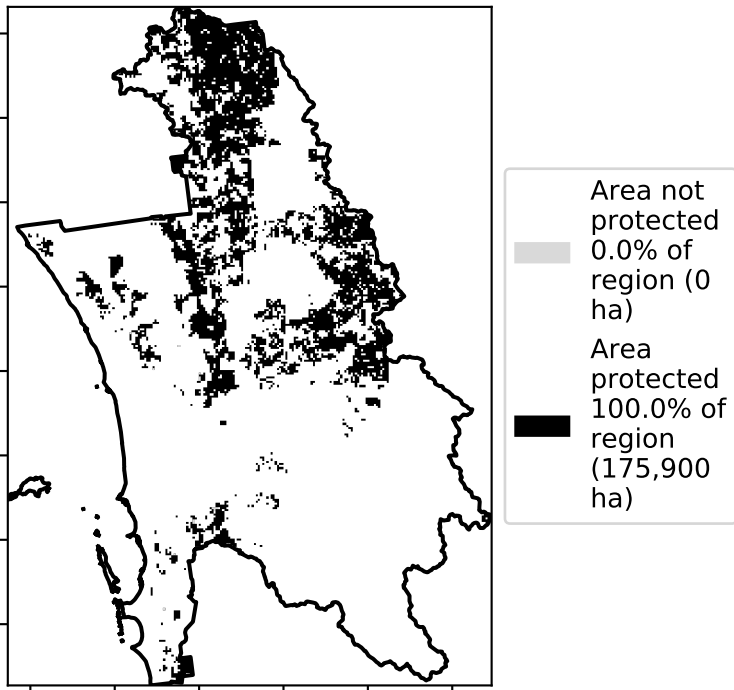 Area not
protected
0.0% of
region (0
ha)
Area
protected
100.0% of
region
(175,900
ha)